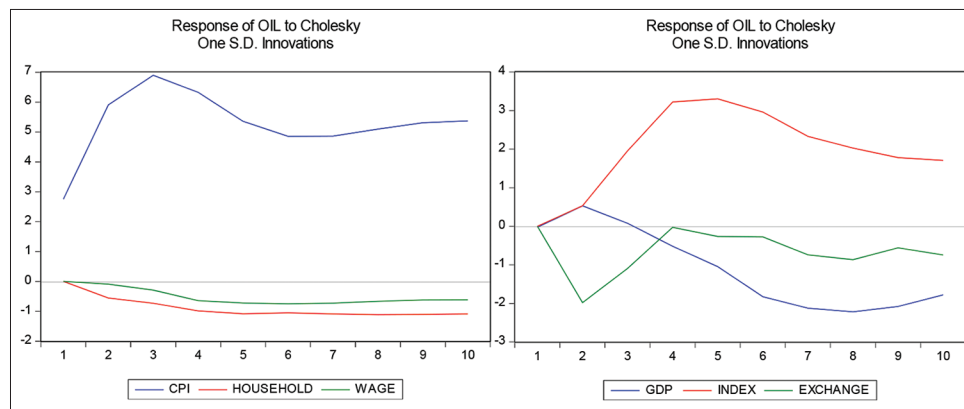 Response of OIL to Cholesky
One S.D. Innovations
7
6
5
4
3
2
1
0
-1
-2
1 2 3 4 5 6 7 8 9 10
CPI HOUSEHOLD WAGE
Response of OIL to Cholesky
One S.D. Innovations
4
3
2
1
0
-1
-2
-3
1 2 3 4 5 6 7 8 9 10
GDP INDEX EXCHANGE